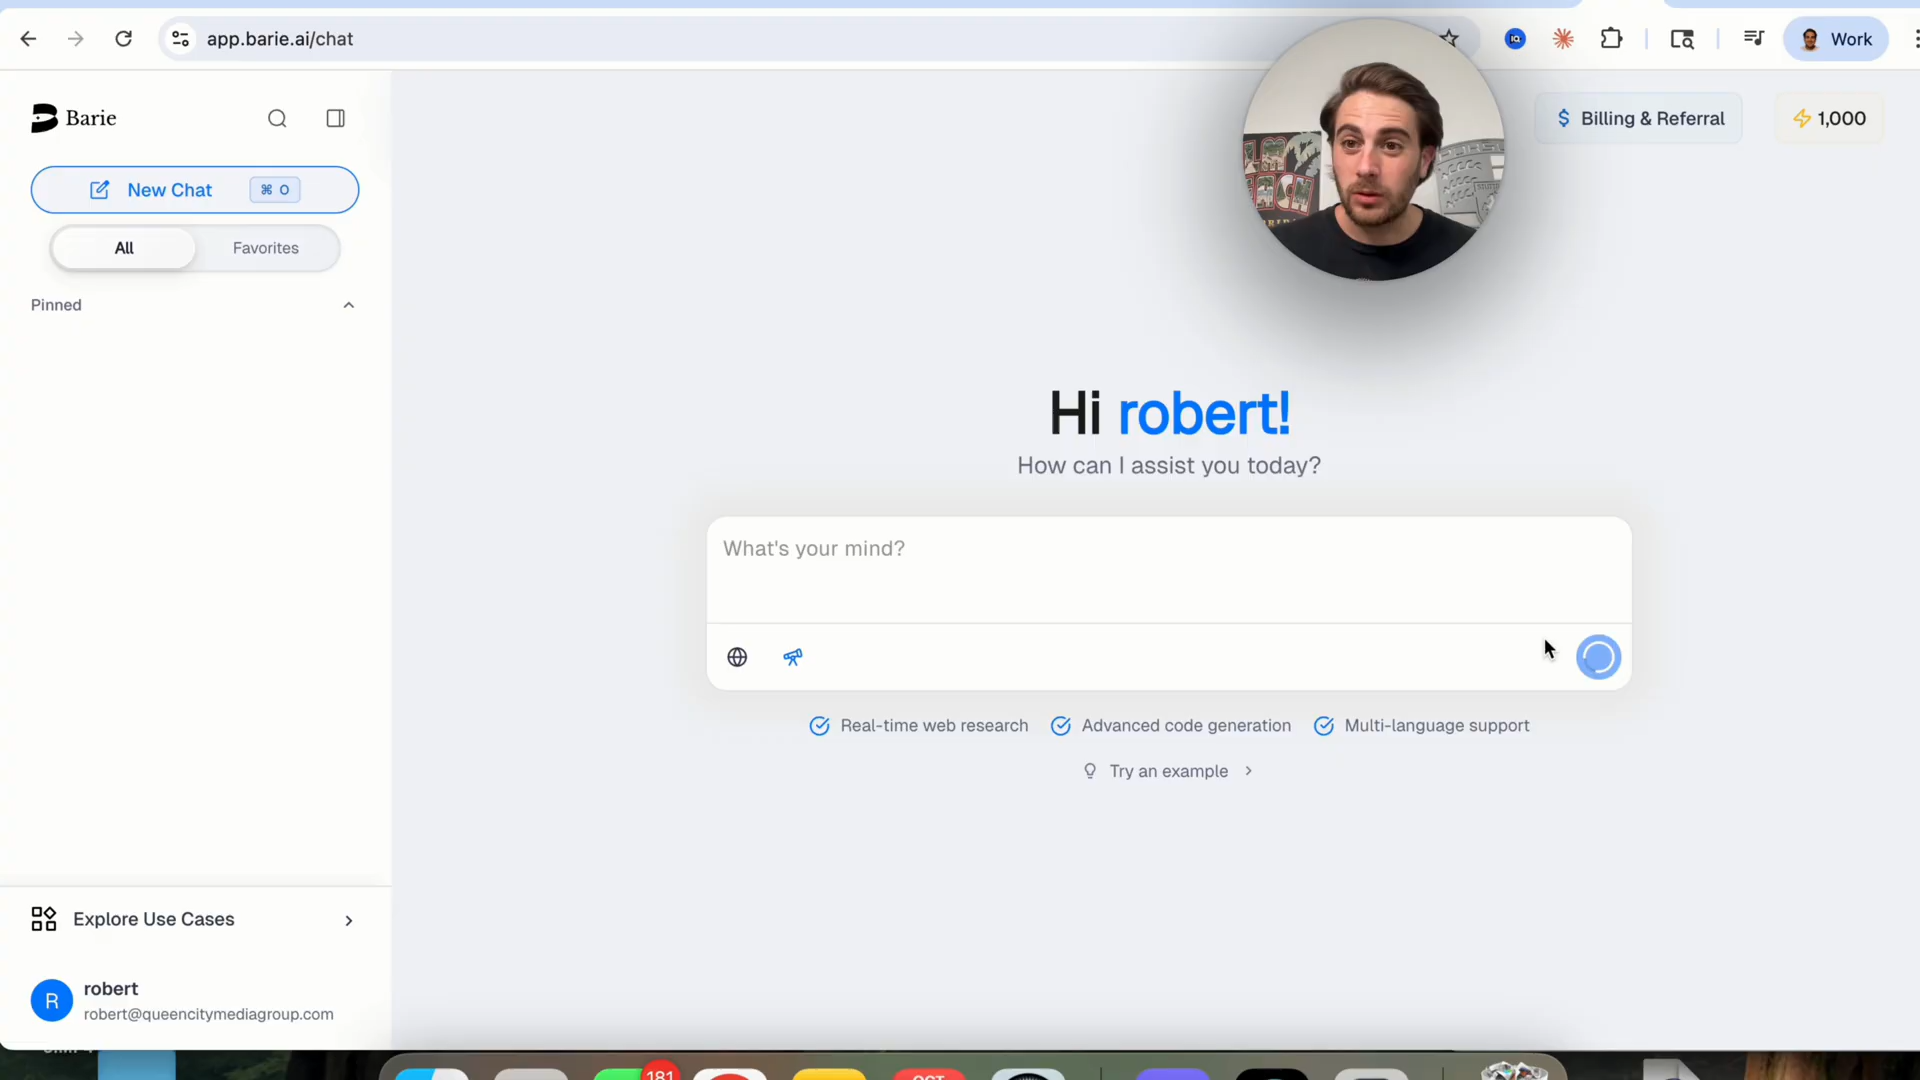 app.barie.ai/chat
Work
Barie
Billing & Referral
1,000
New Chat
⌘ O
All
Favorites
Pinned
Hi robert!
How can I assist you today?
What's your mind?
Real-time web research
Advanced code generation
Multi-language support
Try an example
Explore Use Cases
R
robert
robert@queencitymediagroup.com
181
OCT